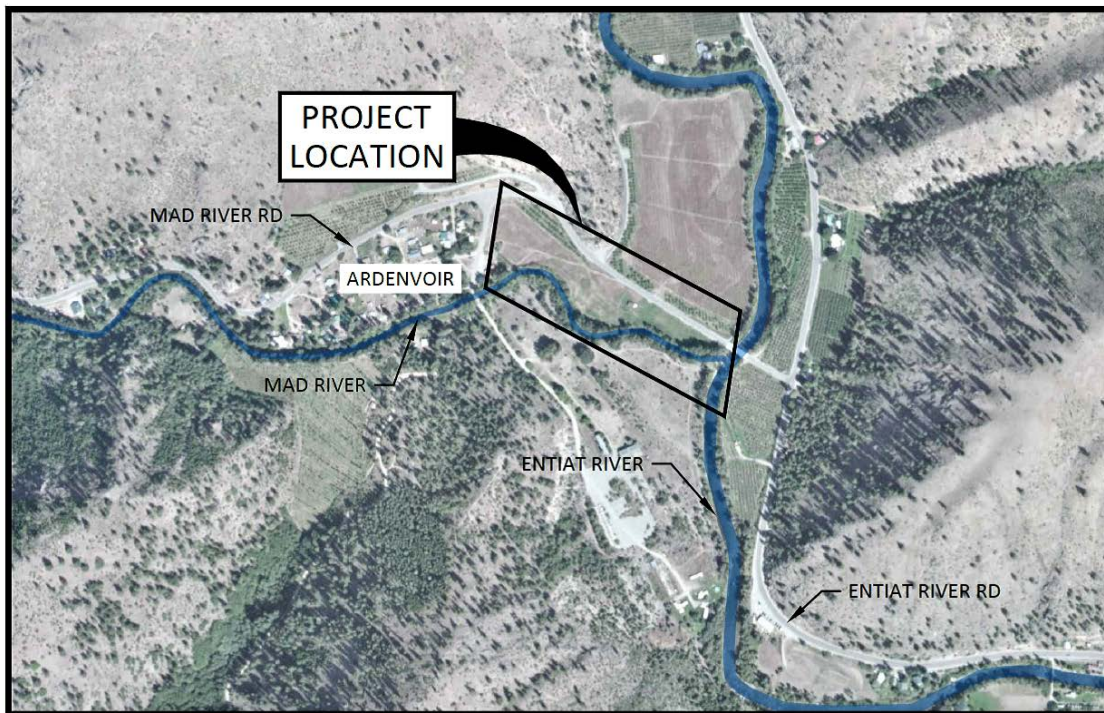 PROJECT
LOCATION
MAD RIVER RD
ARDENVOIR
MAD RIVER
ENTIAT RIVER
ENTIAT RIVER RD